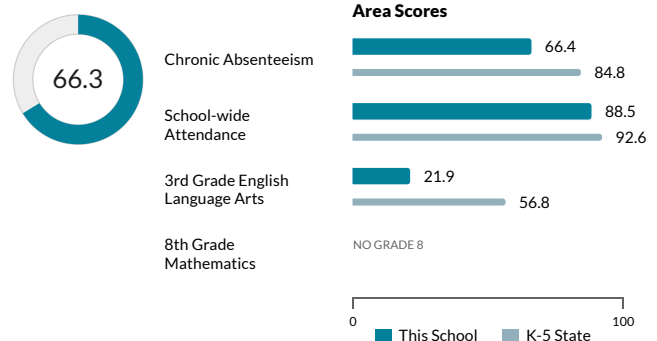 Area Scores
66.3
Chronic Absenteeism
66.4
84.8
School-wide
Attendance
88.5
92.6
3rd Grade English
Language Arts
21.9
56.8
8th Grade
Mathematics
NO GRADE 8
0
100
This School
K-5 State